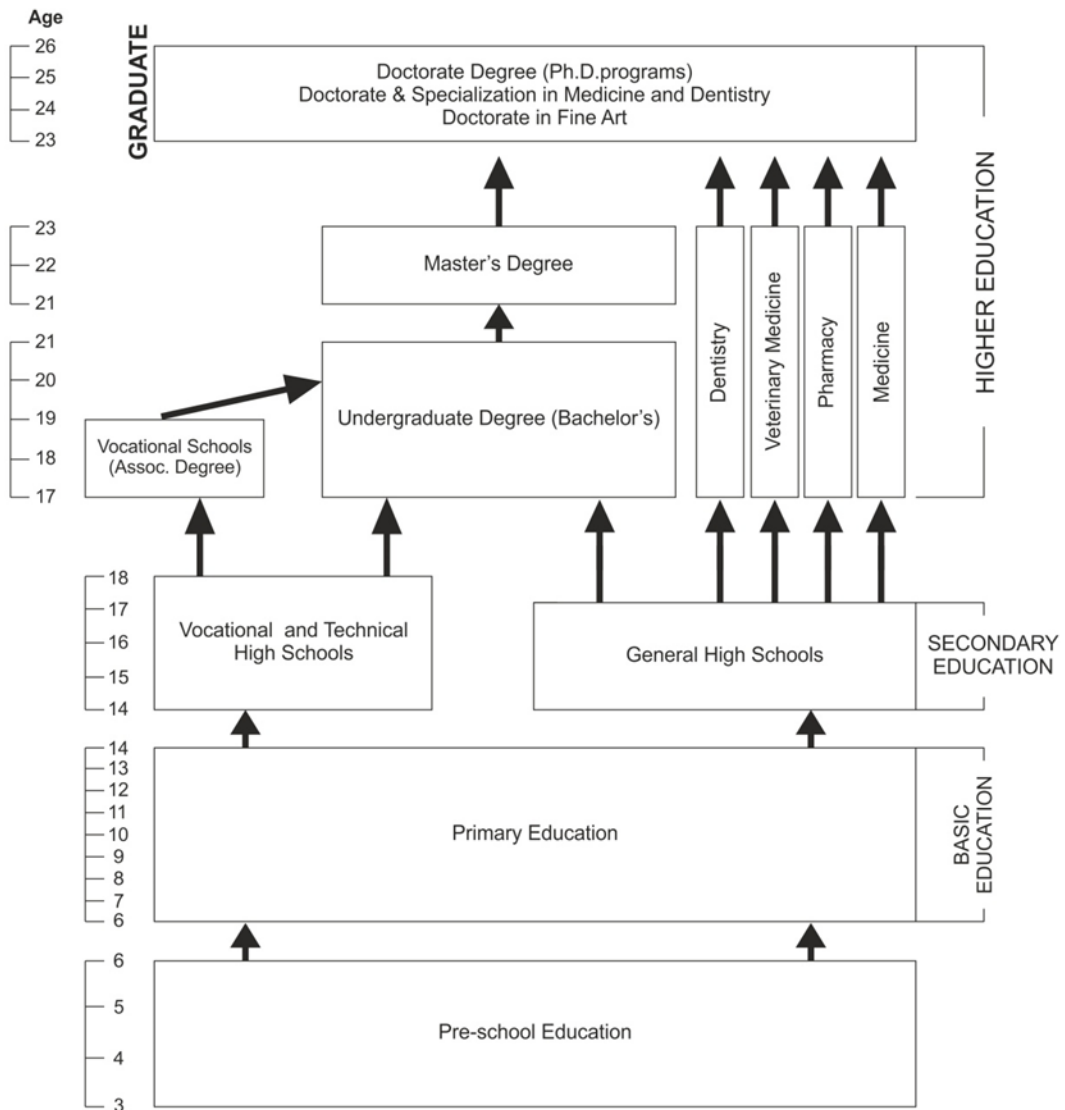 Age
26
25
24
23
GRADUATE
Doctorate Degree (Ph.D.programs)
Doctorate & Specialization in Medicine and Dentistry
Doctorate in Fine Art
HIGHER EDUCATION
23
22
21
Master's Degree
21
20
19
18
17
Undergraduate Degree (Bachelor's)
Vocational Schools
(Assoc. Degree)
Dentistry
Veterinary Medicine
Pharmacy
Medicine
18
17
16
15
14
Vocational and Technical
High Schools
General High Schools
SECONDARY
EDUCATION
14
13
12
11
10
9
8
7
6
Primary Education
BASIC
EDUCATION
6
5
4
3
Pre-school Education